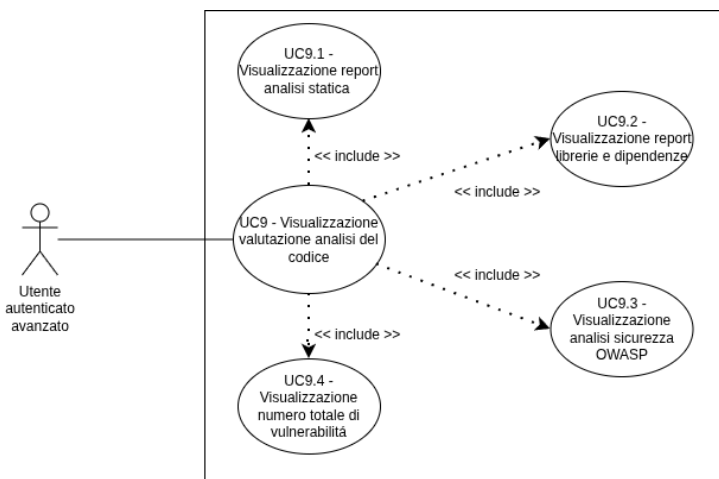 UC9.1 -
Visualizzazione report
analisi statica
UC9.2 -
Visualizzazione report
librerie e dipendenze
<< include >>
<< include >>
UC9 - Visualizzazione
valutazione analisi del
codice
Utente
autenticato
avanzato
<< include >>
UC9.3 -
Visualizzazione
analisi sicurezza
OWASP
<< include >>
UC9.4 -
Visualizzazione
numero totale di
vulnerabilitá